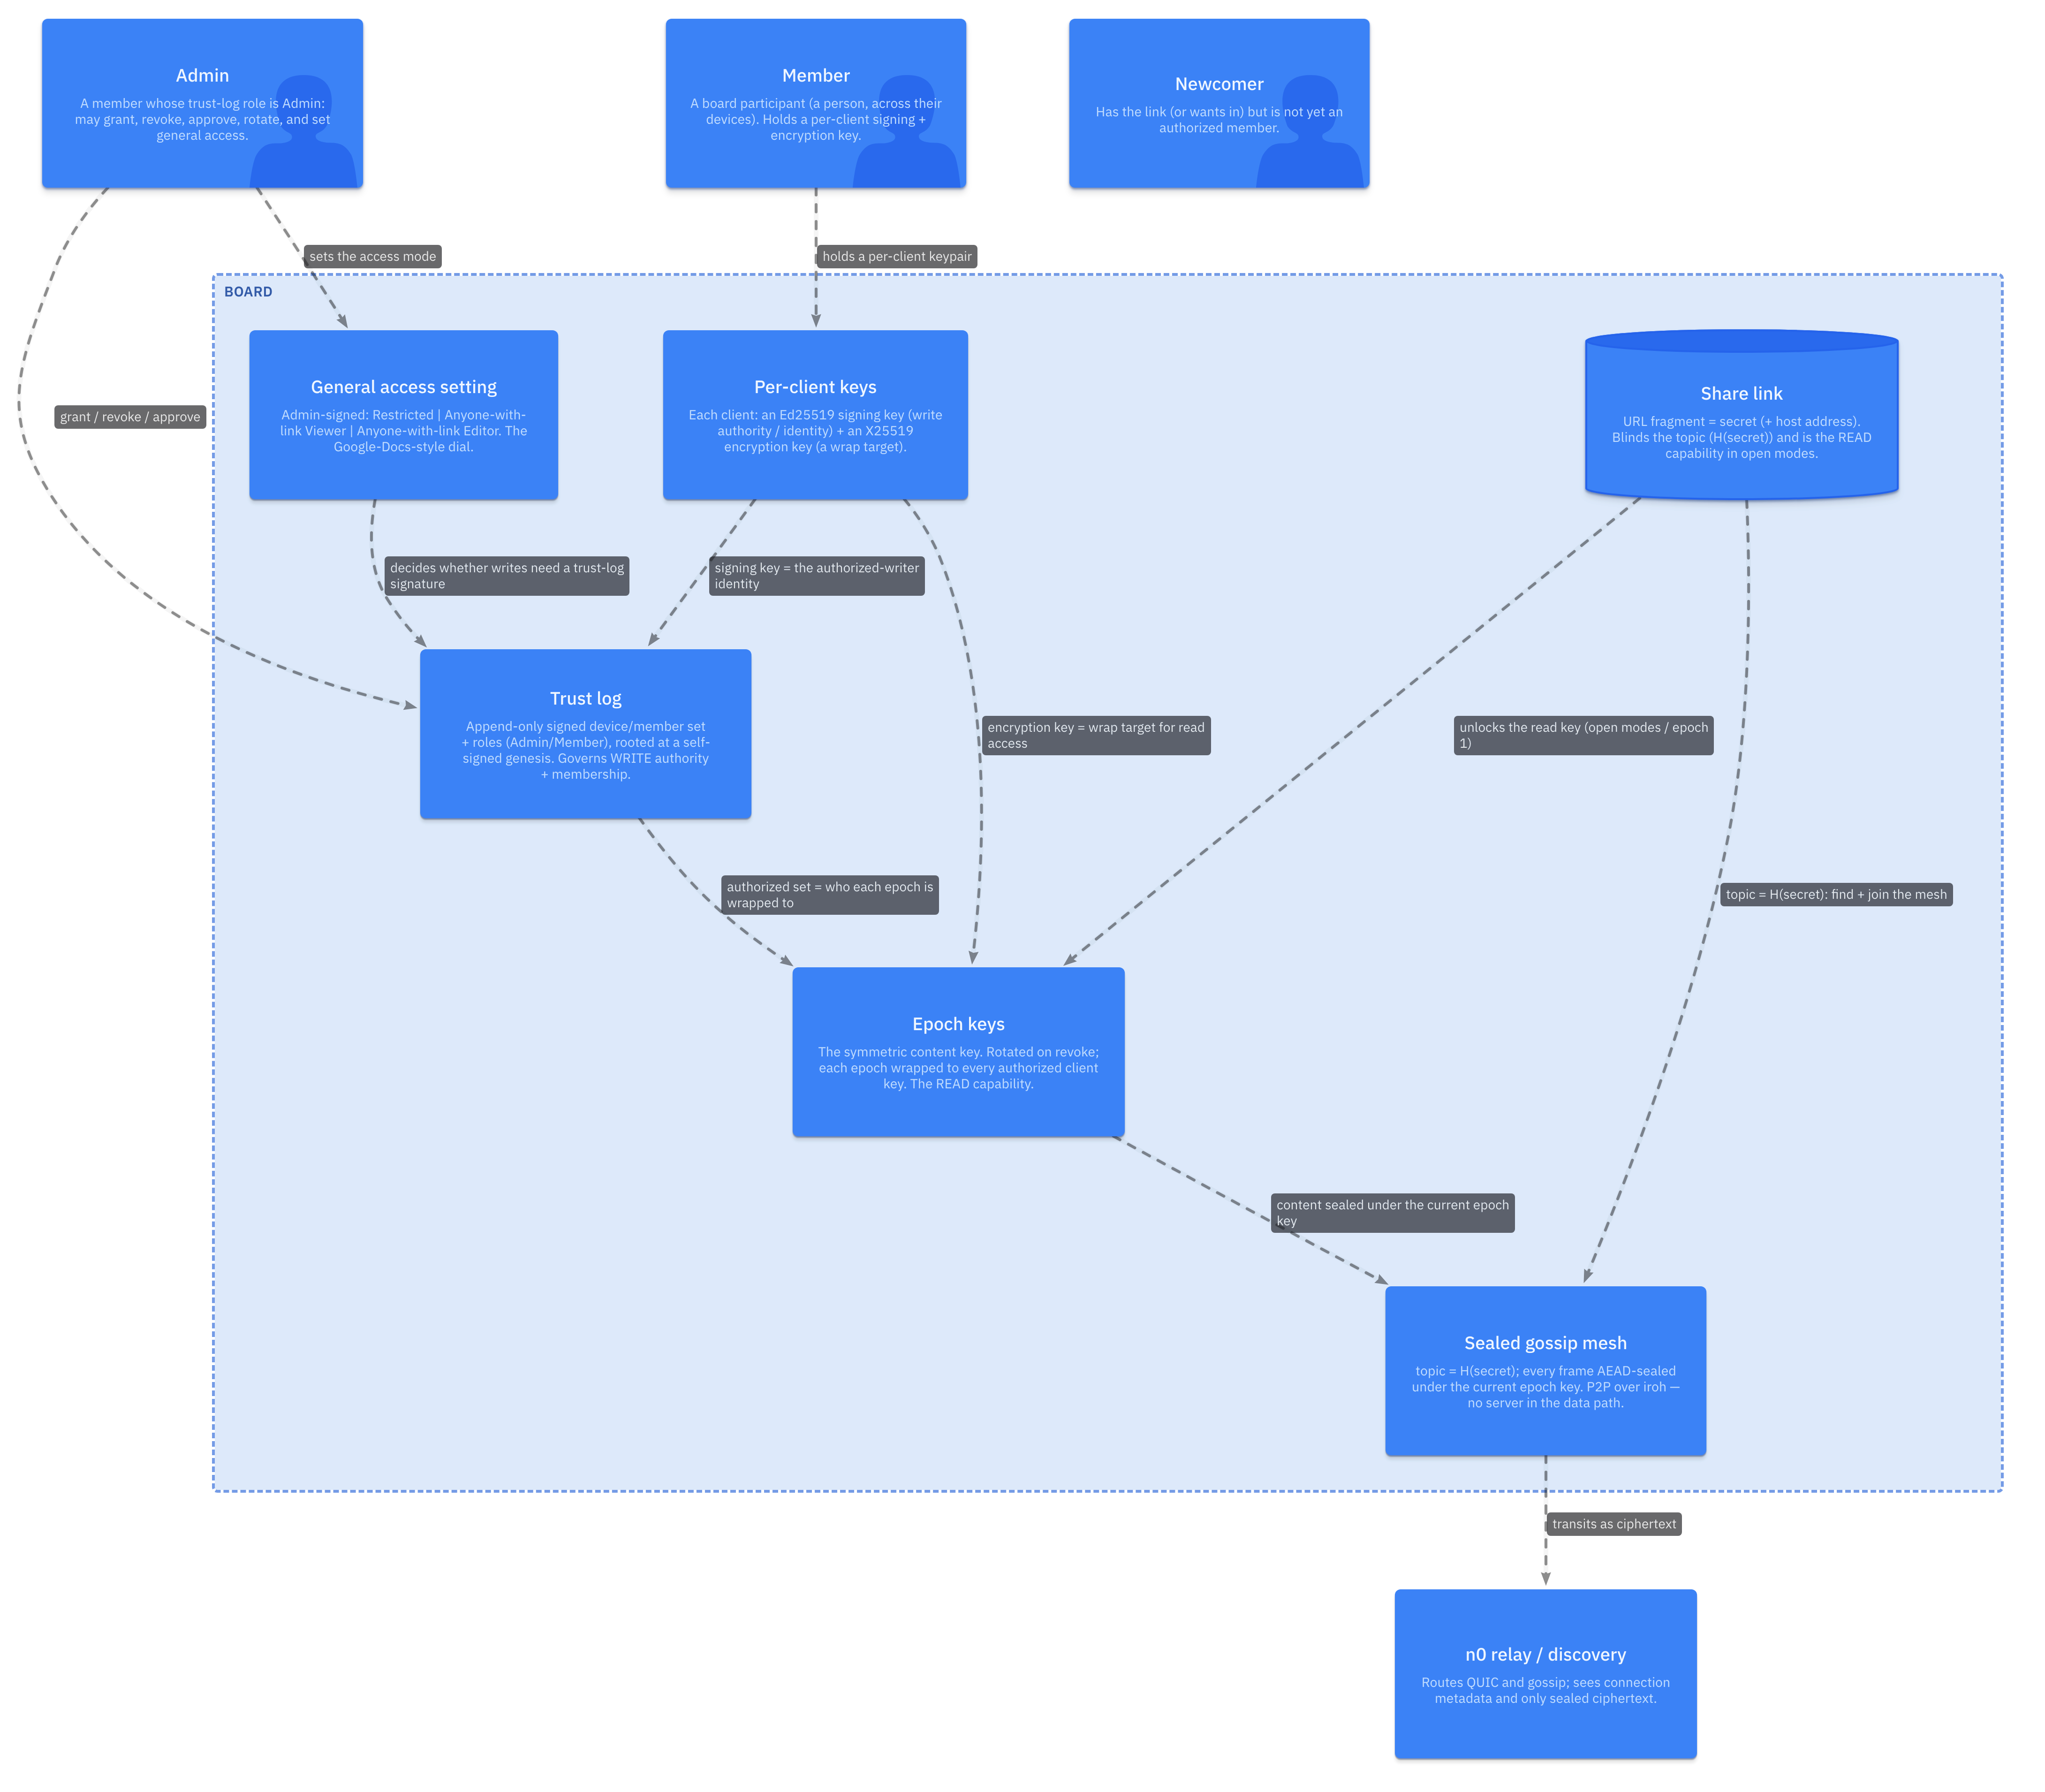 Admin
A member whose trust-log role is Admin:
may grant, revoke, approve, rotate, and set
general access.
Member
A board participant (a person, across their
devices). Holds a per-client signing +
encryption key.
Newcomer
Has the link (or wants in) but is not yet an
authorized member.
sets the access mode
holds a per-client keypair
BOARD
General access setting
Admin-signed: Restricted | Anyone-with-
link Viewer | Anyone-with-link Editor. The
Google-Docs-style dial.
Per-client keys
Each client: an Ed25519 signing key (write
authority / identity) + an X25519
encryption key (a wrap target).
Share link
URL fragment = secret (+ host address).
Blinds the topic (H(secret)) and is the READ
capability in open modes.
grant / revoke / approve
decides whether writes need a trust-log
signature
signing key = the authorized-writer
identity
Trust log
Append-only signed device/member set
+ roles (Admin/Member), rooted at a self-
signed genesis. Governs WRITE authority
+ membership.
encryption key = wrap target for read
access
unlocks the read key (open modes / epoch
1)
authorized set = who each epoch is
wrapped to
topic = H(secret): find + join the mesh
Epoch keys
The symmetric content key. Rotated on revoke;
each epoch wrapped to every authorized client
key. The READ capability.
content sealed under the current epoch
key
Sealed gossip mesh
topic = H(secret); every frame AEAD-sealed
under the current epoch key. P2P over iroh —
no server in the data path.
transits as ciphertext
n0 relay / discovery
Routes QUIC and gossip; sees connection
metadata and only sealed ciphertext.